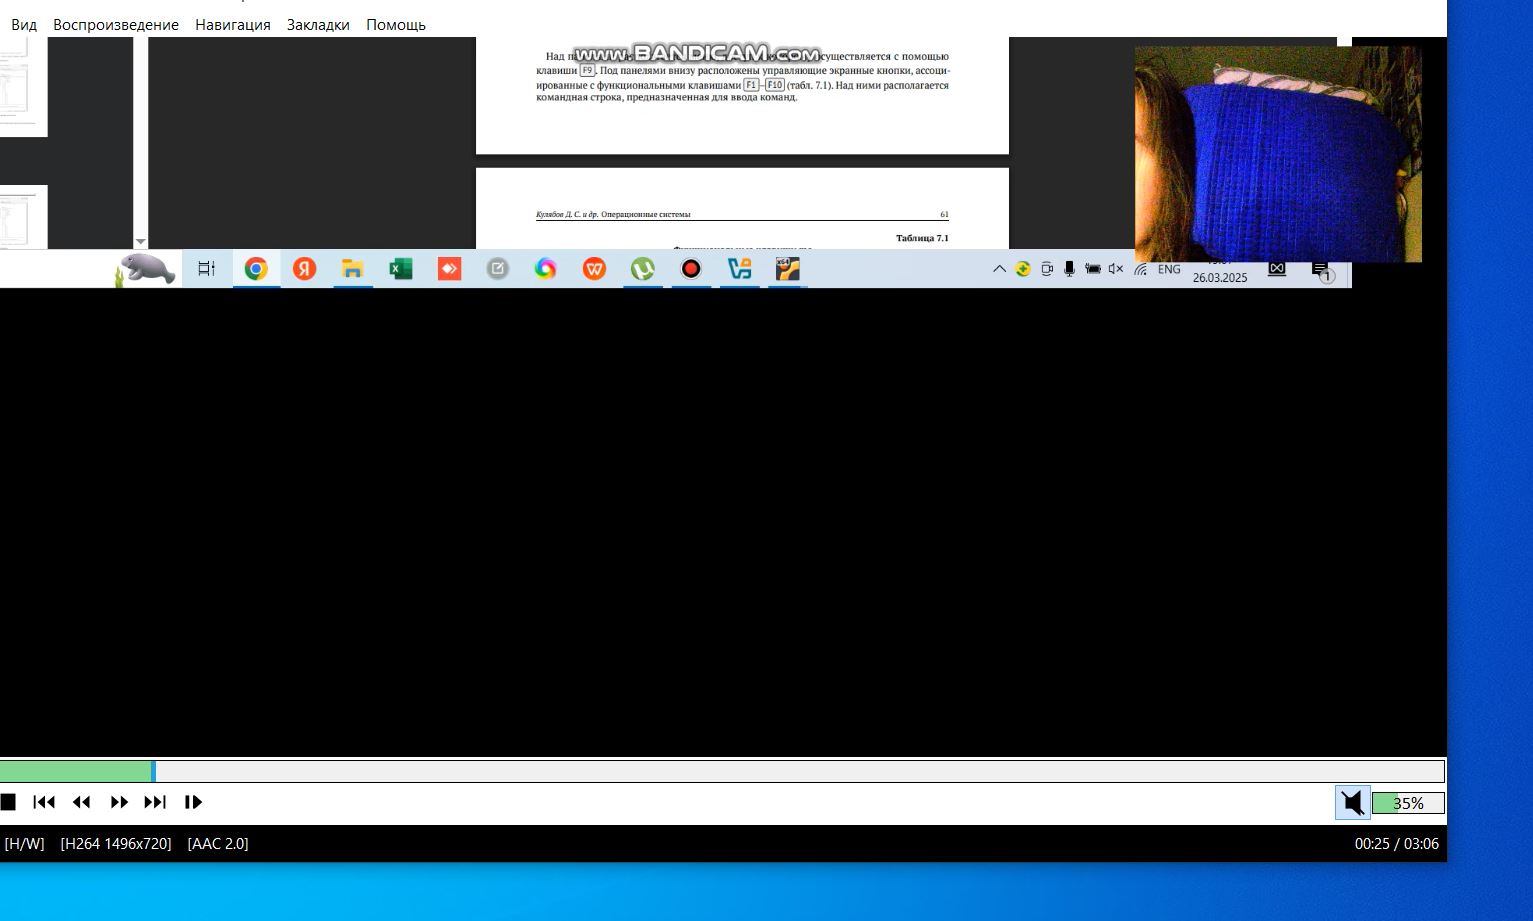 Вид Воспроизведение Навигация Закладки Помощь
www.BANDICAM.com
Над осуществляется с помощью
клавиши F9. Под панелями внизу расположены управляющие экранные кнопки, ассоци-
ированные с функциональными клавишами F1–F10 (табл. 7.1). Над ними располагается
командная строка, предназначенная для ввода команд.
Кулябов Д. С. и др. Операционные системы 61
Таблица 7.1
ENG
26.03.2025
1
35%
[H/W] [H264 1496x720] [AAC 2.0] 00:25 / 03:06